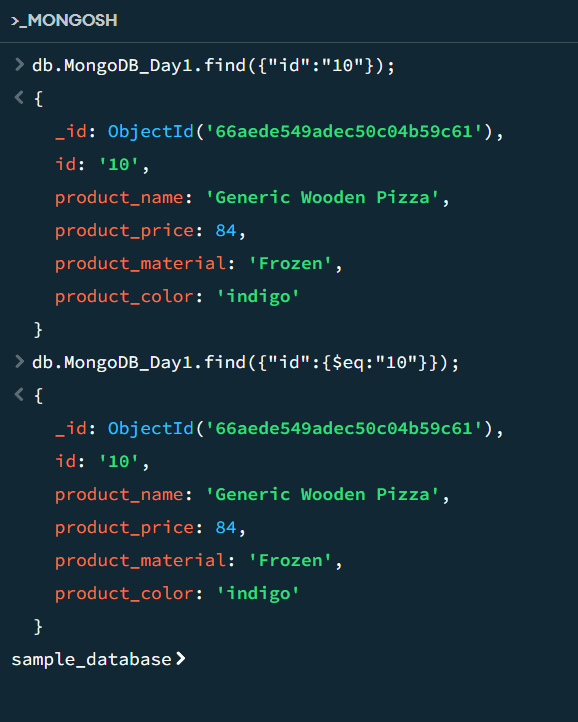 >_MONGOSH
> db.MongoDB_Day1.find({"id":"10"});
< {
_id: ObjectId('66aede549adec50c04b59c61'),
id: '10',
product_name: 'Generic Wooden Pizza',
product_price: 84,
product_material: 'Frozen',
product_color: 'indigo'
}
> db.MongoDB_Day1.find({"id":{$eq:"10"}});
< {
_id: ObjectId('66aede549adec50c04b59c61'),
id: '10',
product_name: 'Generic Wooden Pizza',
product_price: 84,
product_material: 'Frozen',
product_color: 'indigo'
}
sample_database>